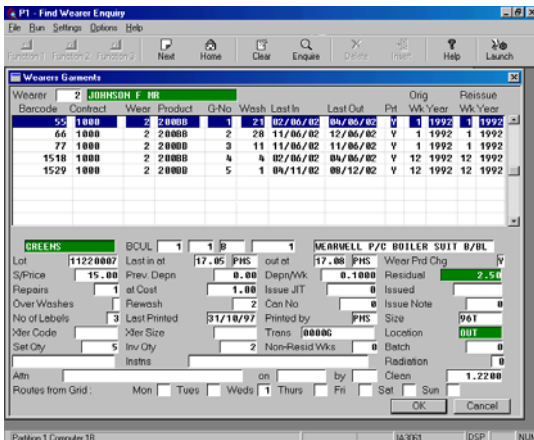 P1 - Find Wearer Enquiry
File Run Settings Options Help
Function 1 Function 2 Function 3 Next Home Clear Enquire Delete Insert Help Launch
Wearers Garments
Wearer 2 JOHNSON F MR Orig Reissue
Barcode Contract Wear Product G-No Wash Last In Last Out Prt Wk Year Wk Year
55 1000 2 200BB 1 21 02/06/02 04/06/02 Y 1 1992 1 1992
66 1000 2 200BB 2 28 11/06/02 12/06/02 Y 1 1992 1 1992
77 1000 2 200BB 3 11 11/06/02 11/06/02 Y 1 1992 1 1992
1518 1000 2 200BB 4 4 02/06/02 04/06/02 Y 12 1992 12 1992
1529 1000 2 200BB 5 1 04/11/02 08/12/02 Y 12 1992 12 1992
GREENS BCUL 1 1 B 1 WEARWELL P/C BOILER SUIT B/BL
Lot 11220007 Last in at 17.05 PMS out at 17.08 PMS Wear Prd Chg Y
S/Price 15.00 Prev. Depn 0.00 Depn/Wk 0.1000 Residual 2.50
Repairs 1 at Cost 1.00 Issue JIT 0 Issued
Over Washes Rewash 2 Can No 0 Issue Note 0
No of Labels 3 Last Printed 31/10/97 Printed by PMS Size 96T
Xler Code Xler Size Trans 0000G Location OUT
Set Qty 5 Inv Qty 2 Non-Resid Wks 0 Batch 0
Instns Radiation 0
Attn on by Clean 1.2200
Routes from Grid : Mon Tues Weds 1 Thurs Fri Sat Sun
OK Cancel
Partition 1 Computer 1B IA3061 DSP NUM